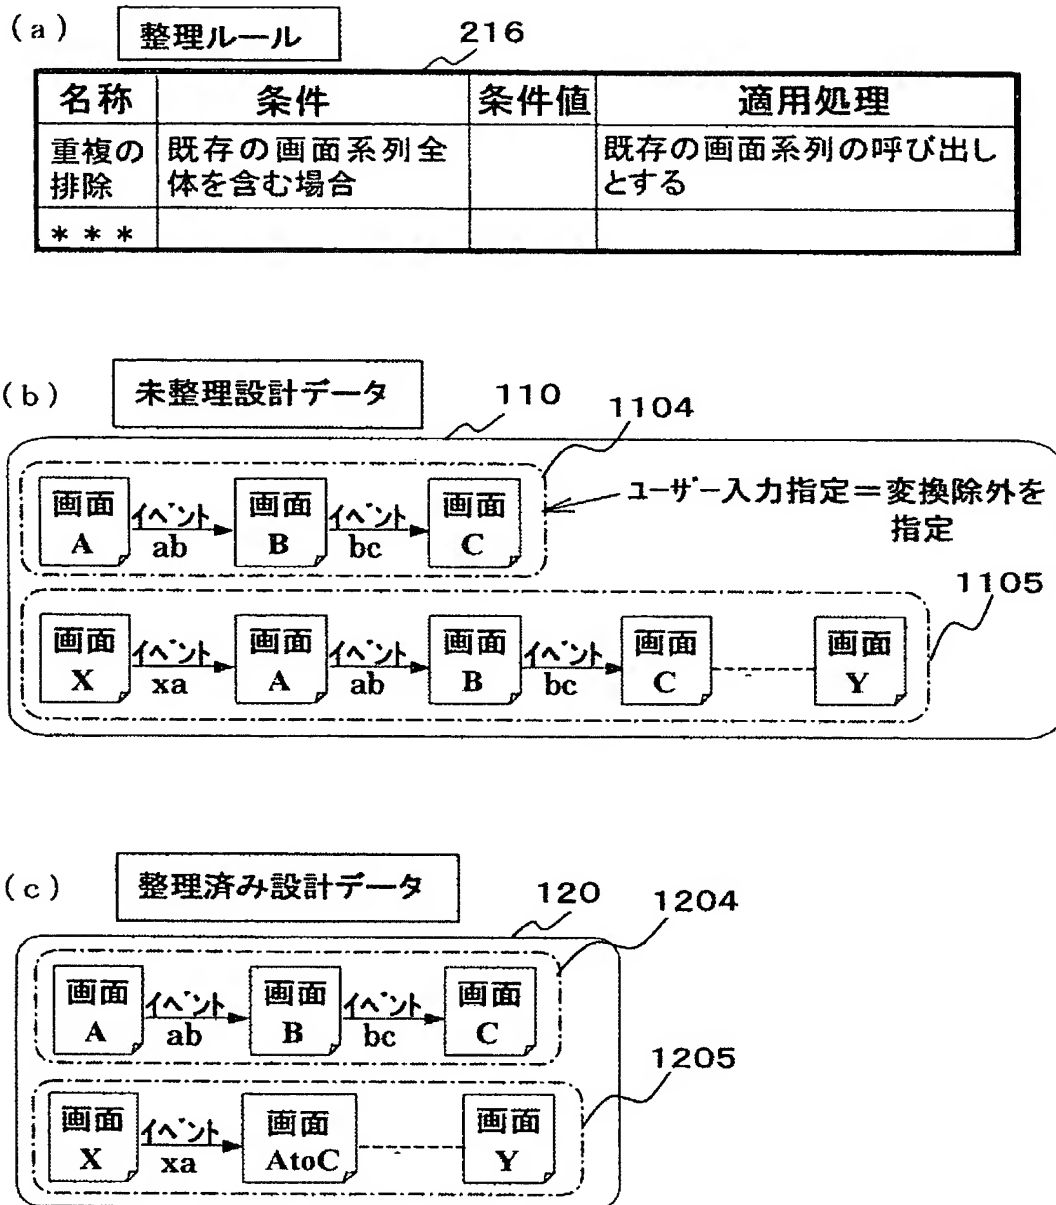 (a) 整理ルール 216
名称 条件 条件値 適用処理
重複の 既存の画面系列全 既存の画面系列の呼び出し
排除 体を含む場合 とする
***
(b) 未整理設計データ 110 1104
画面 イベント 画面 イベント 画面 ユーザー入力指定=変換除外を
A ab B bc C 指定
1105
画面 イベント 画面 イベント 画面 イベント 画面 画面
X xa A ab B bc C Y
(c) 整理済み設計データ 120 1204
画面 イベント 画面 イベント 画面
A ab B bc C
1205
画面 イベント 画面 画面
X xa AtoC Y